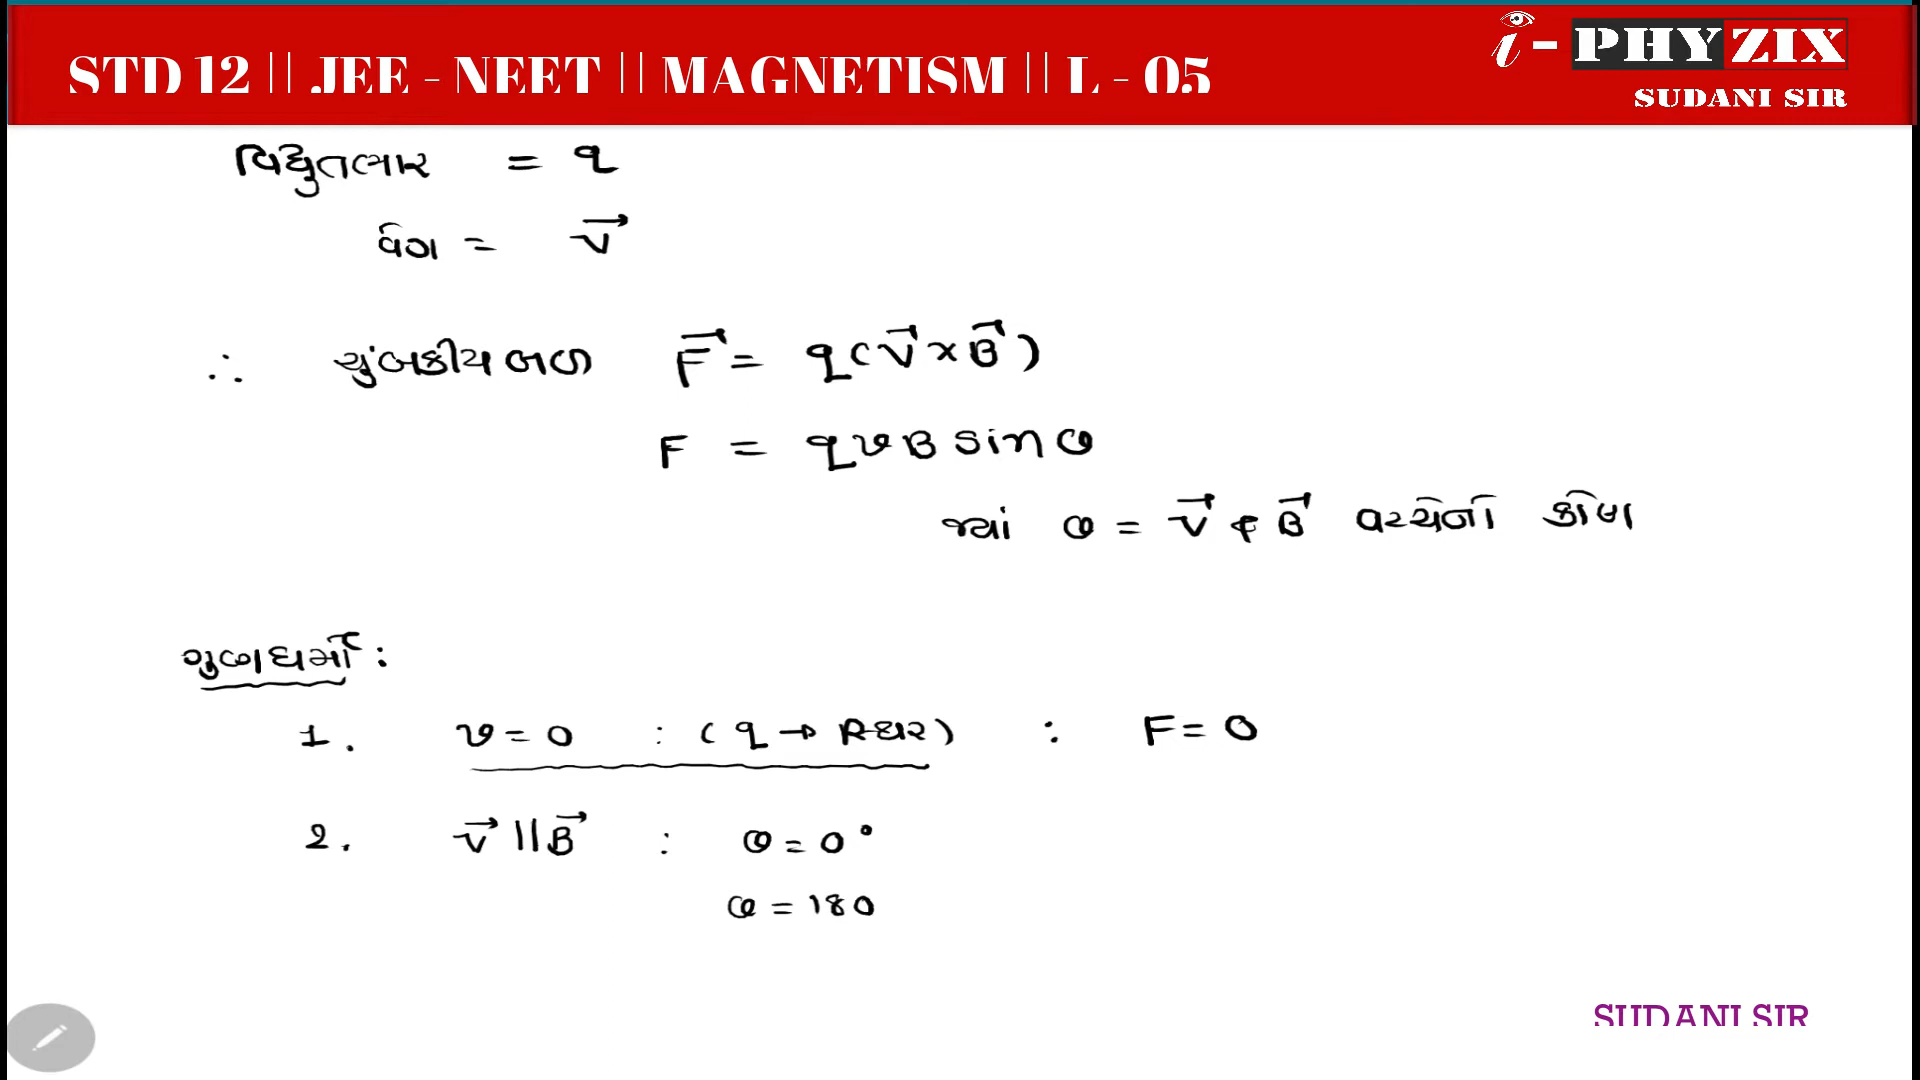 STD 12 || JEE - NEET || MAGNETISM || L - 05
i - PHYZIX
SUDANI SIR
વિદ્યુતભાર = q
વેગ = v⃗
∴ ચુંબકીય બળ F⃗ = q(v⃗ × B⃗)
F = qvB sin θ
જ્યાં θ = v⃗ & B⃗ વચ્ચેનો કોણ
ગુણધર્મો :
1. v = 0 : (q → સ્થિર) : F = 0
2. v⃗ || B⃗ : θ = 0°
θ = 180
SUDANI SIR